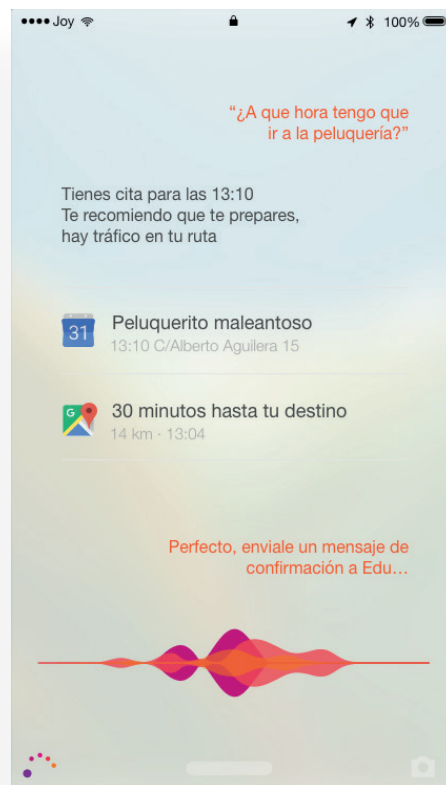 Joy 100%
“¿A que hora tengo que
ir a la peluquería?”
Tienes cita para las 13:10
Te recomiendo que te prepares,
hay tráfico en tu ruta
31
Peluquerito maleantoso
13:10 C/Alberto Aguilera 15
G
30 minutos hasta tu destino
14 km · 13:04
Perfecto, enviale un mensaje de
confirmación a Edu…